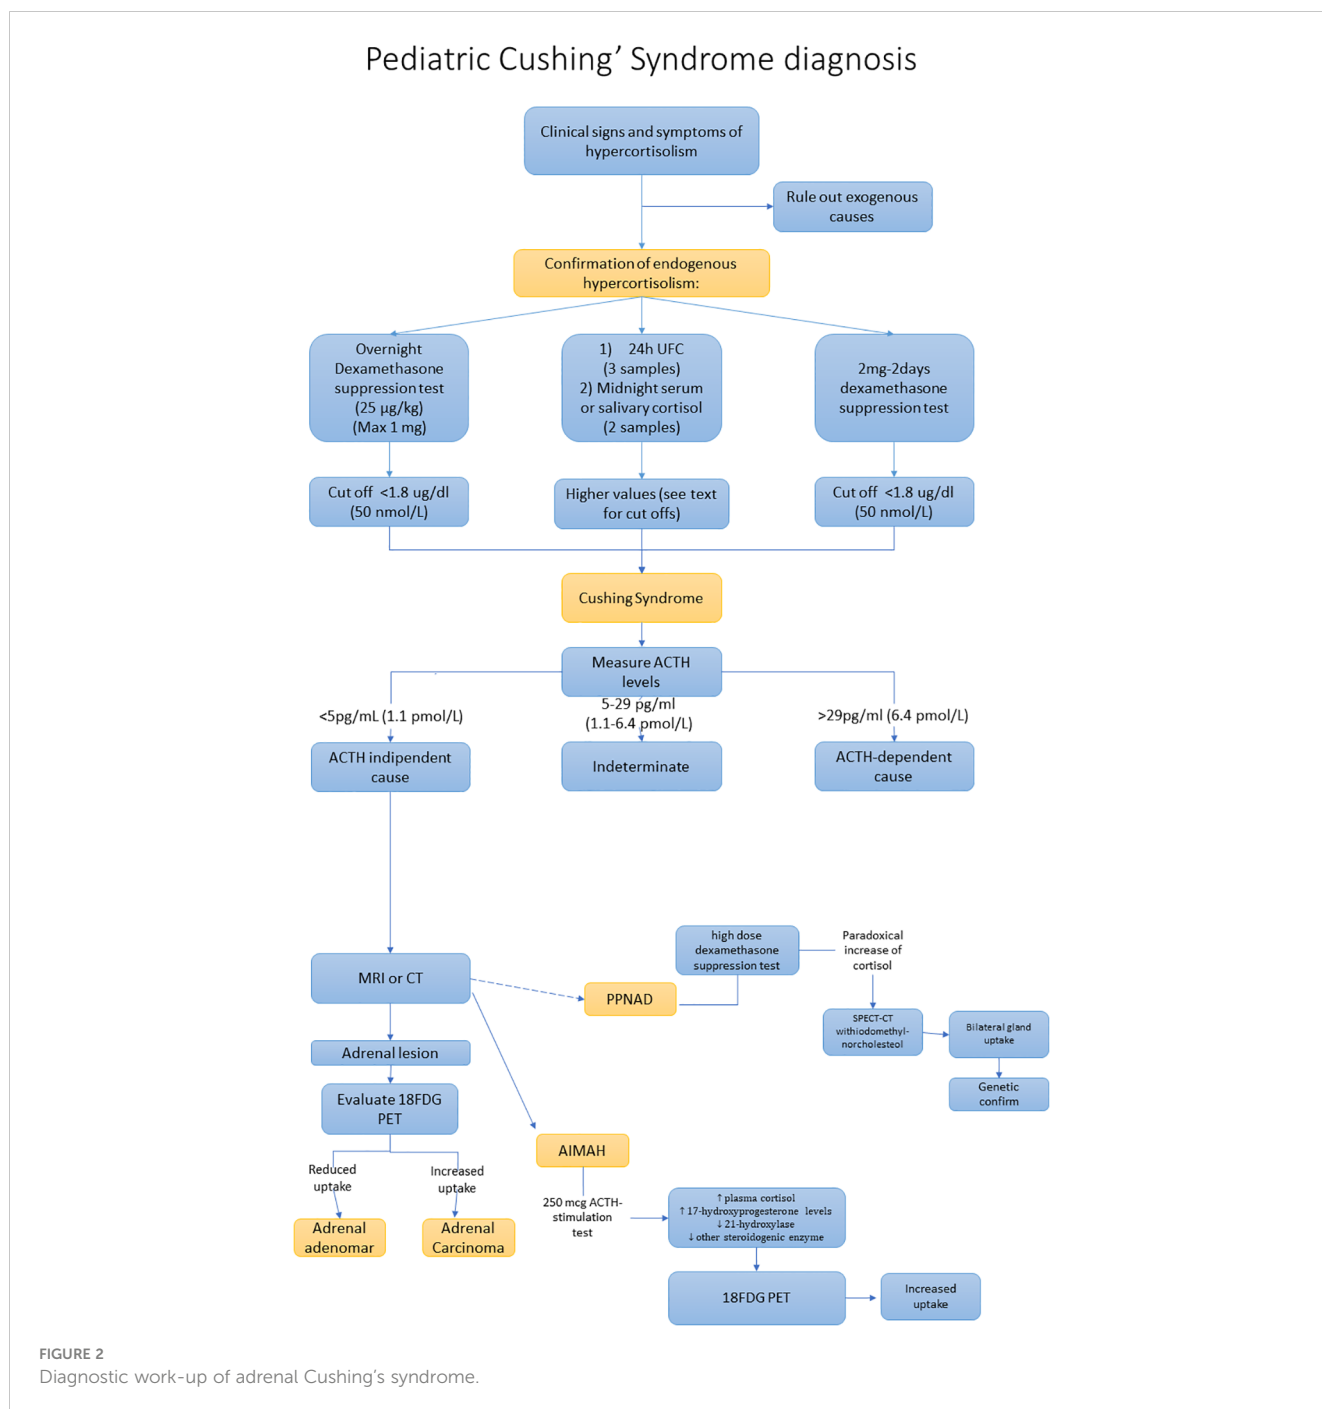 Pediatric Cushing’ Syndrome diagnosis
Clinical signs and symptoms of
hypercortisolism
Rule out exogenous
causes
Confirmation of endogenous
hypercortisolism:
Overnight
Dexamethasone
suppression test
(25 µg/kg)
(Max 1 mg)
1) 24h UFC
(3 samples)
2) Midnight serum
or salivary cortisol
(2 samples)
2mg-2days
dexamethasone
suppression test
Cut off <1.8 ug/dl
(50 nmol/L)
Higher values (see text
for cut offs)
Cut off <1.8 ug/dl
(50 nmol/L)
Cushing Syndrome
Measure ACTH
levels
<5pg/mL (1.1 pmol/L)
5-29 pg/ml
(1.1-6.4 pmol/L)
>29pg/ml (6.4 pmol/L)
ACTH indipendent
cause
Indeterminate
ACTH-dependent
cause
MRI or CT
PPNAD
high dose
dexamethasone
suppression test
Paradoxical
increase of
cortisol
SPECT-CT
withiodomethyl-
norcholesteol
Bilateral gland
uptake
Genetic
confirm
Adrenal lesion
Evaluate 18FDG
PET
Reduced
uptake
Increased
uptake
Adrenal
adenomar
Adrenal
Carcinoma
AIMAH
250 mcg ACTH-
stimulation
test
↑ plasma cortisol
↑ 17-hydroxyprogesterone levels
↓ 21-hydroxylase
↓ other steroidogenic enzyme
18FDG PET
Increased
uptake
FIGURE 2
Diagnostic work-up of adrenal Cushing’s syndrome.